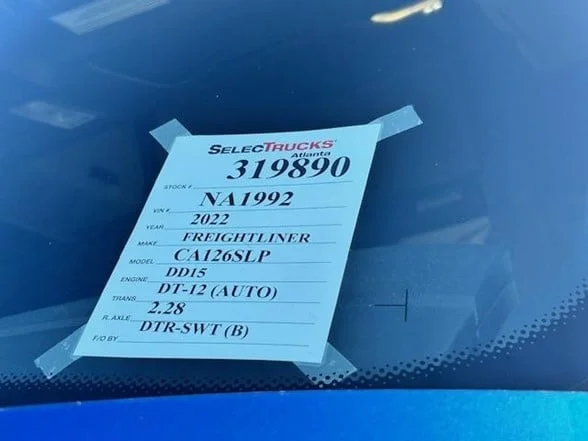 SELECTRUCKS
Atlanta
STOCK # 319890
VIN # NA1992
YEAR 2022
MAKE FREIGHTLINER
MODEL CA126SLP
ENGINE DD15
TRANS DT-12 (AUTO)
R. AXLE 2.28
F/O BY DTR-SWT (B)